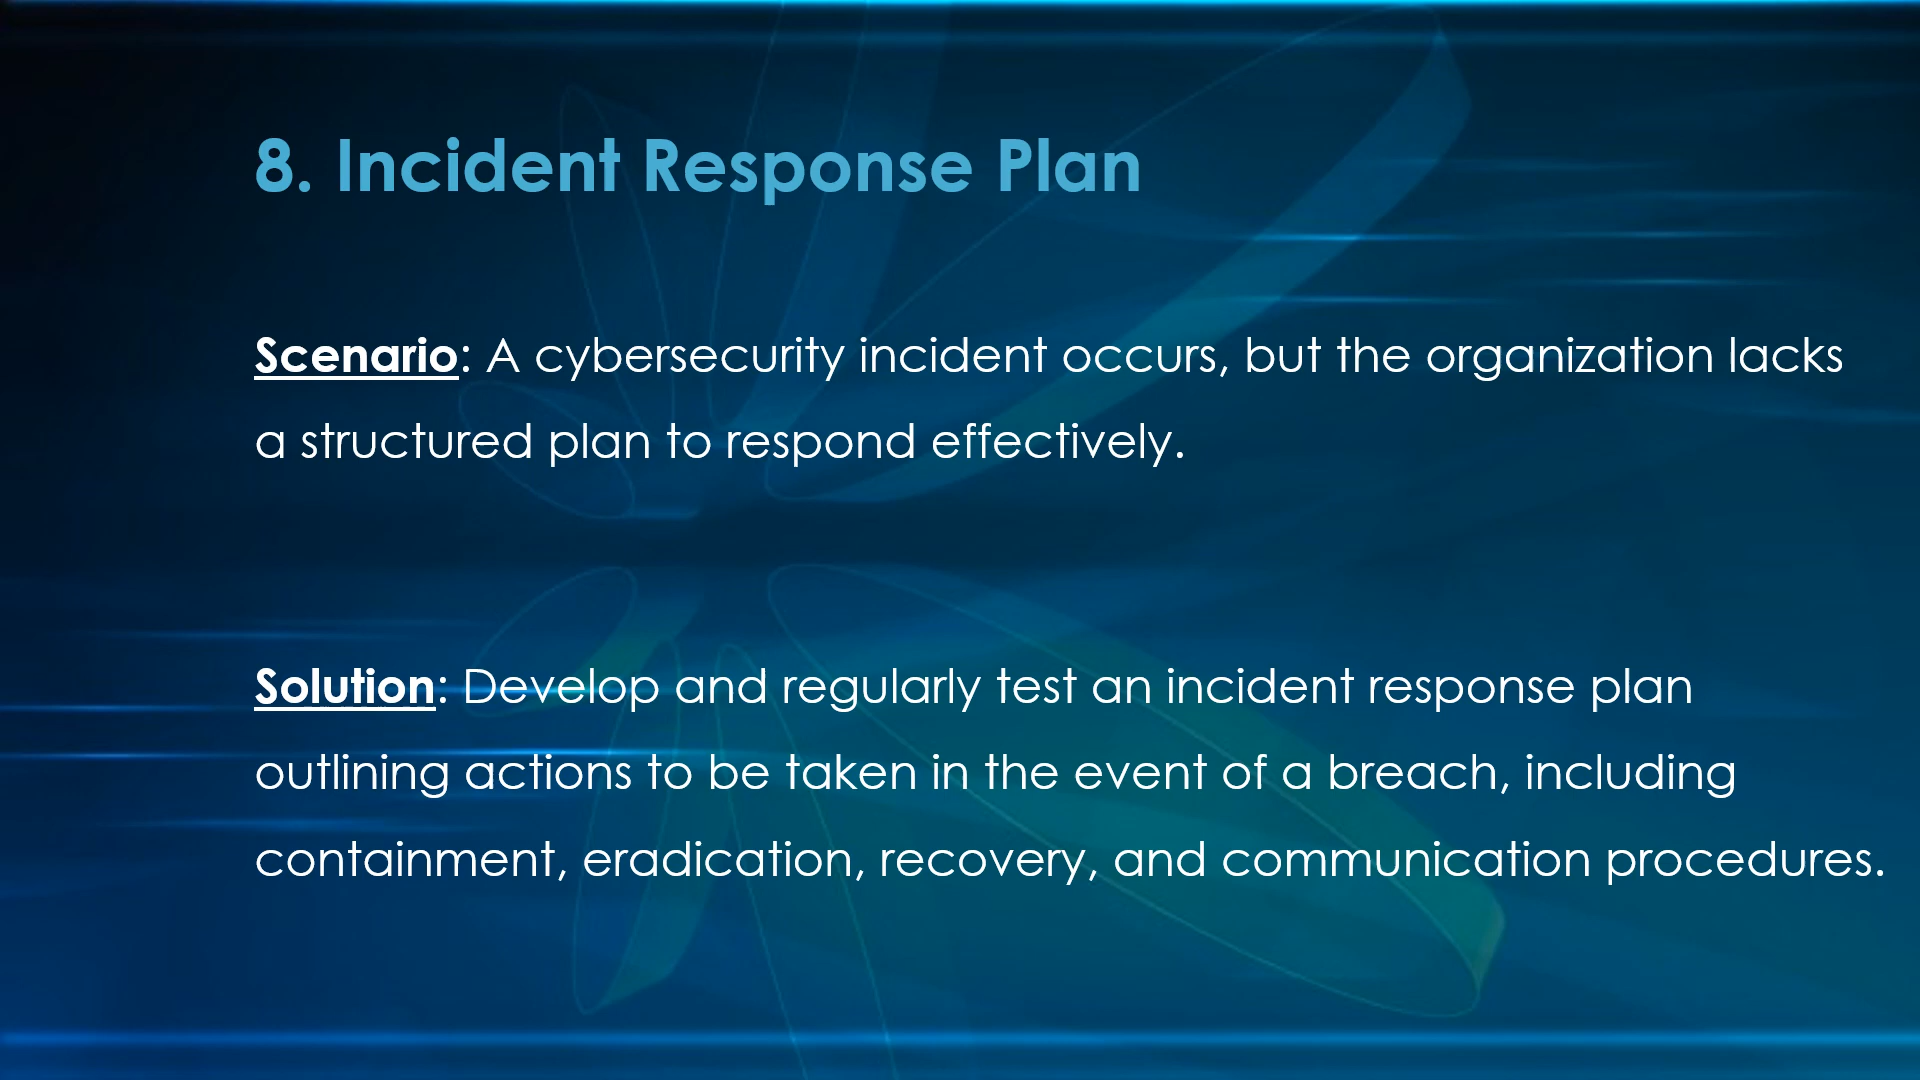 8. Incident Response Plan
Scenario: A cybersecurity incident occurs, but the organization lacks
a structured plan to respond effectively.
Solution: Develop and regularly test an incident response plan
outlining actions to be taken in the event of a breach, including
containment, eradication, recovery, and communication procedures.